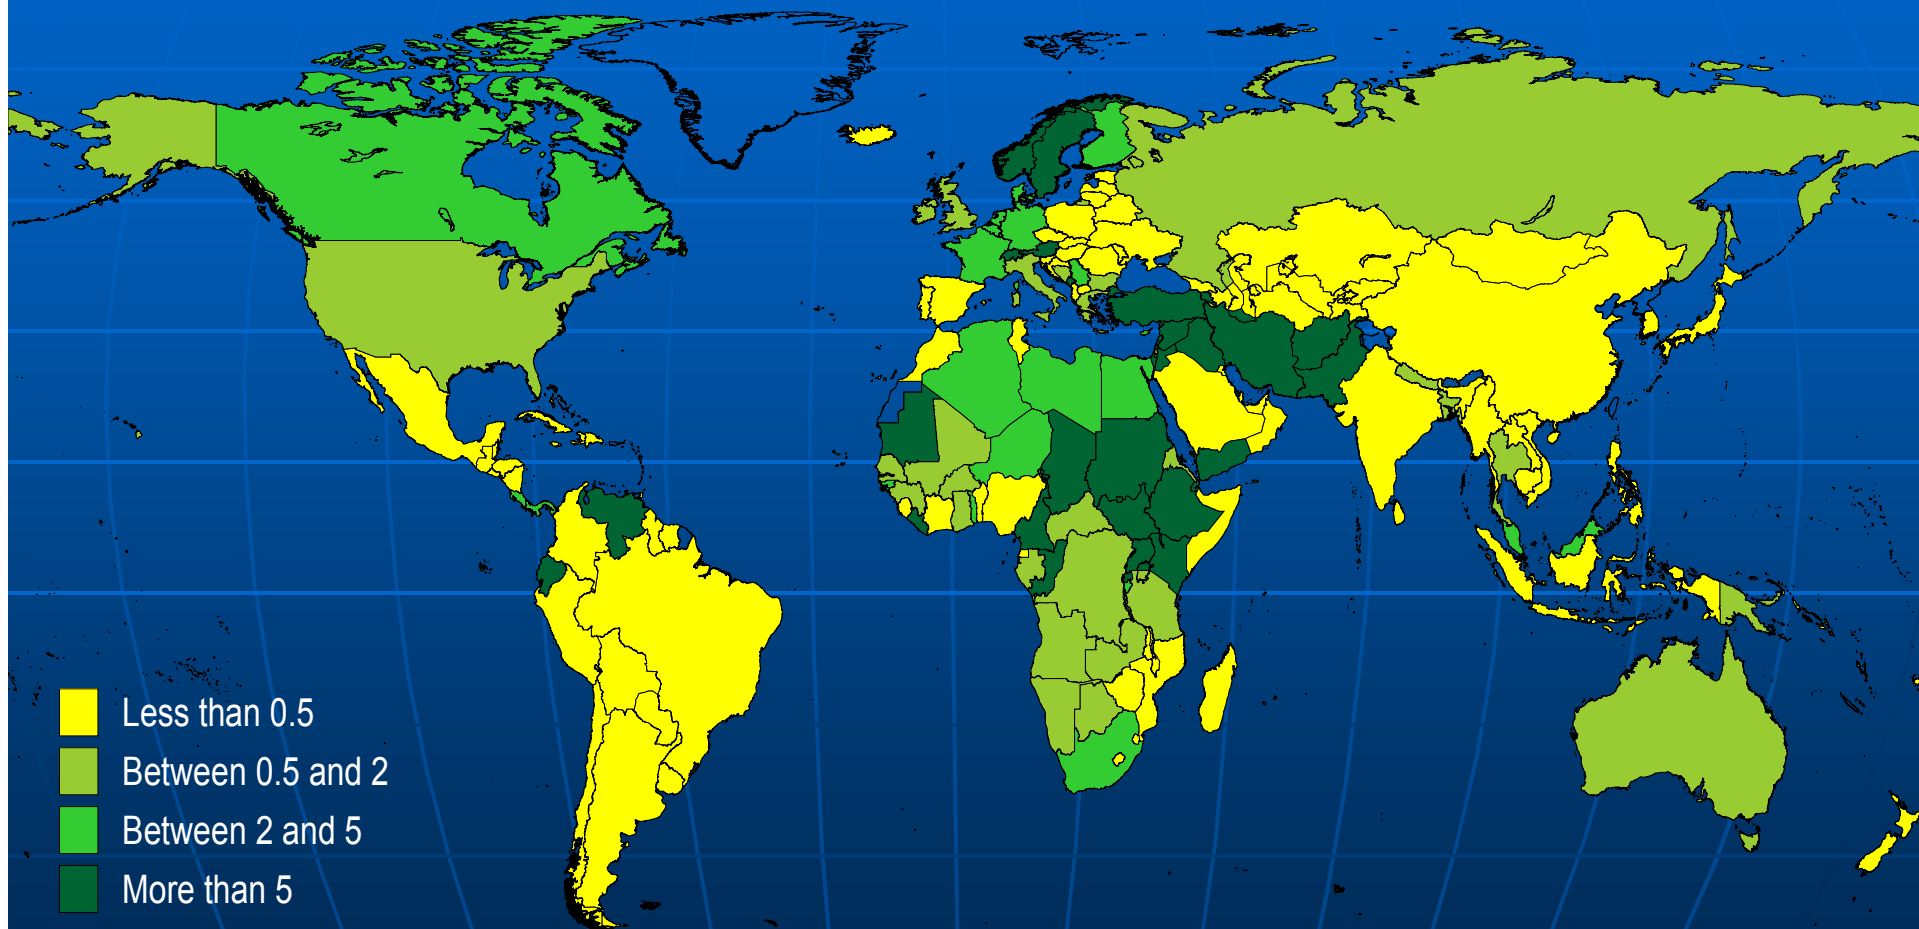 Less than 0.5
Between 0.5 and 2
Between 2 and 5
More than 5